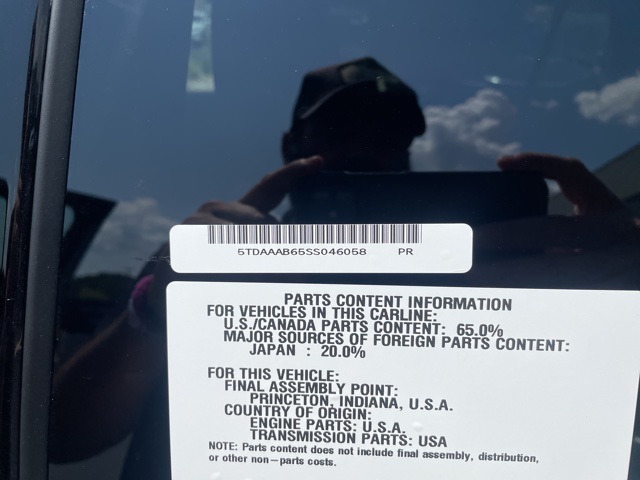 5TDAAAB65SS046058 PR
PARTS CONTENT INFORMATION
FOR VEHICLES IN THIS CARLINE:
U.S./CANADA PARTS CONTENT: 65.0%
MAJOR SOURCES OF FOREIGN PARTS CONTENT:
JAPAN : 20.0%
FOR THIS VEHICLE:
FINAL ASSEMBLY POINT:
PRINCETON, INDIANA, U.S.A.
COUNTRY OF ORIGIN:
ENGINE PARTS: U.S.A.
TRANSMISSION PARTS: USA
NOTE: Parts content does not include final assembly, distribution,
or other non-parts costs.